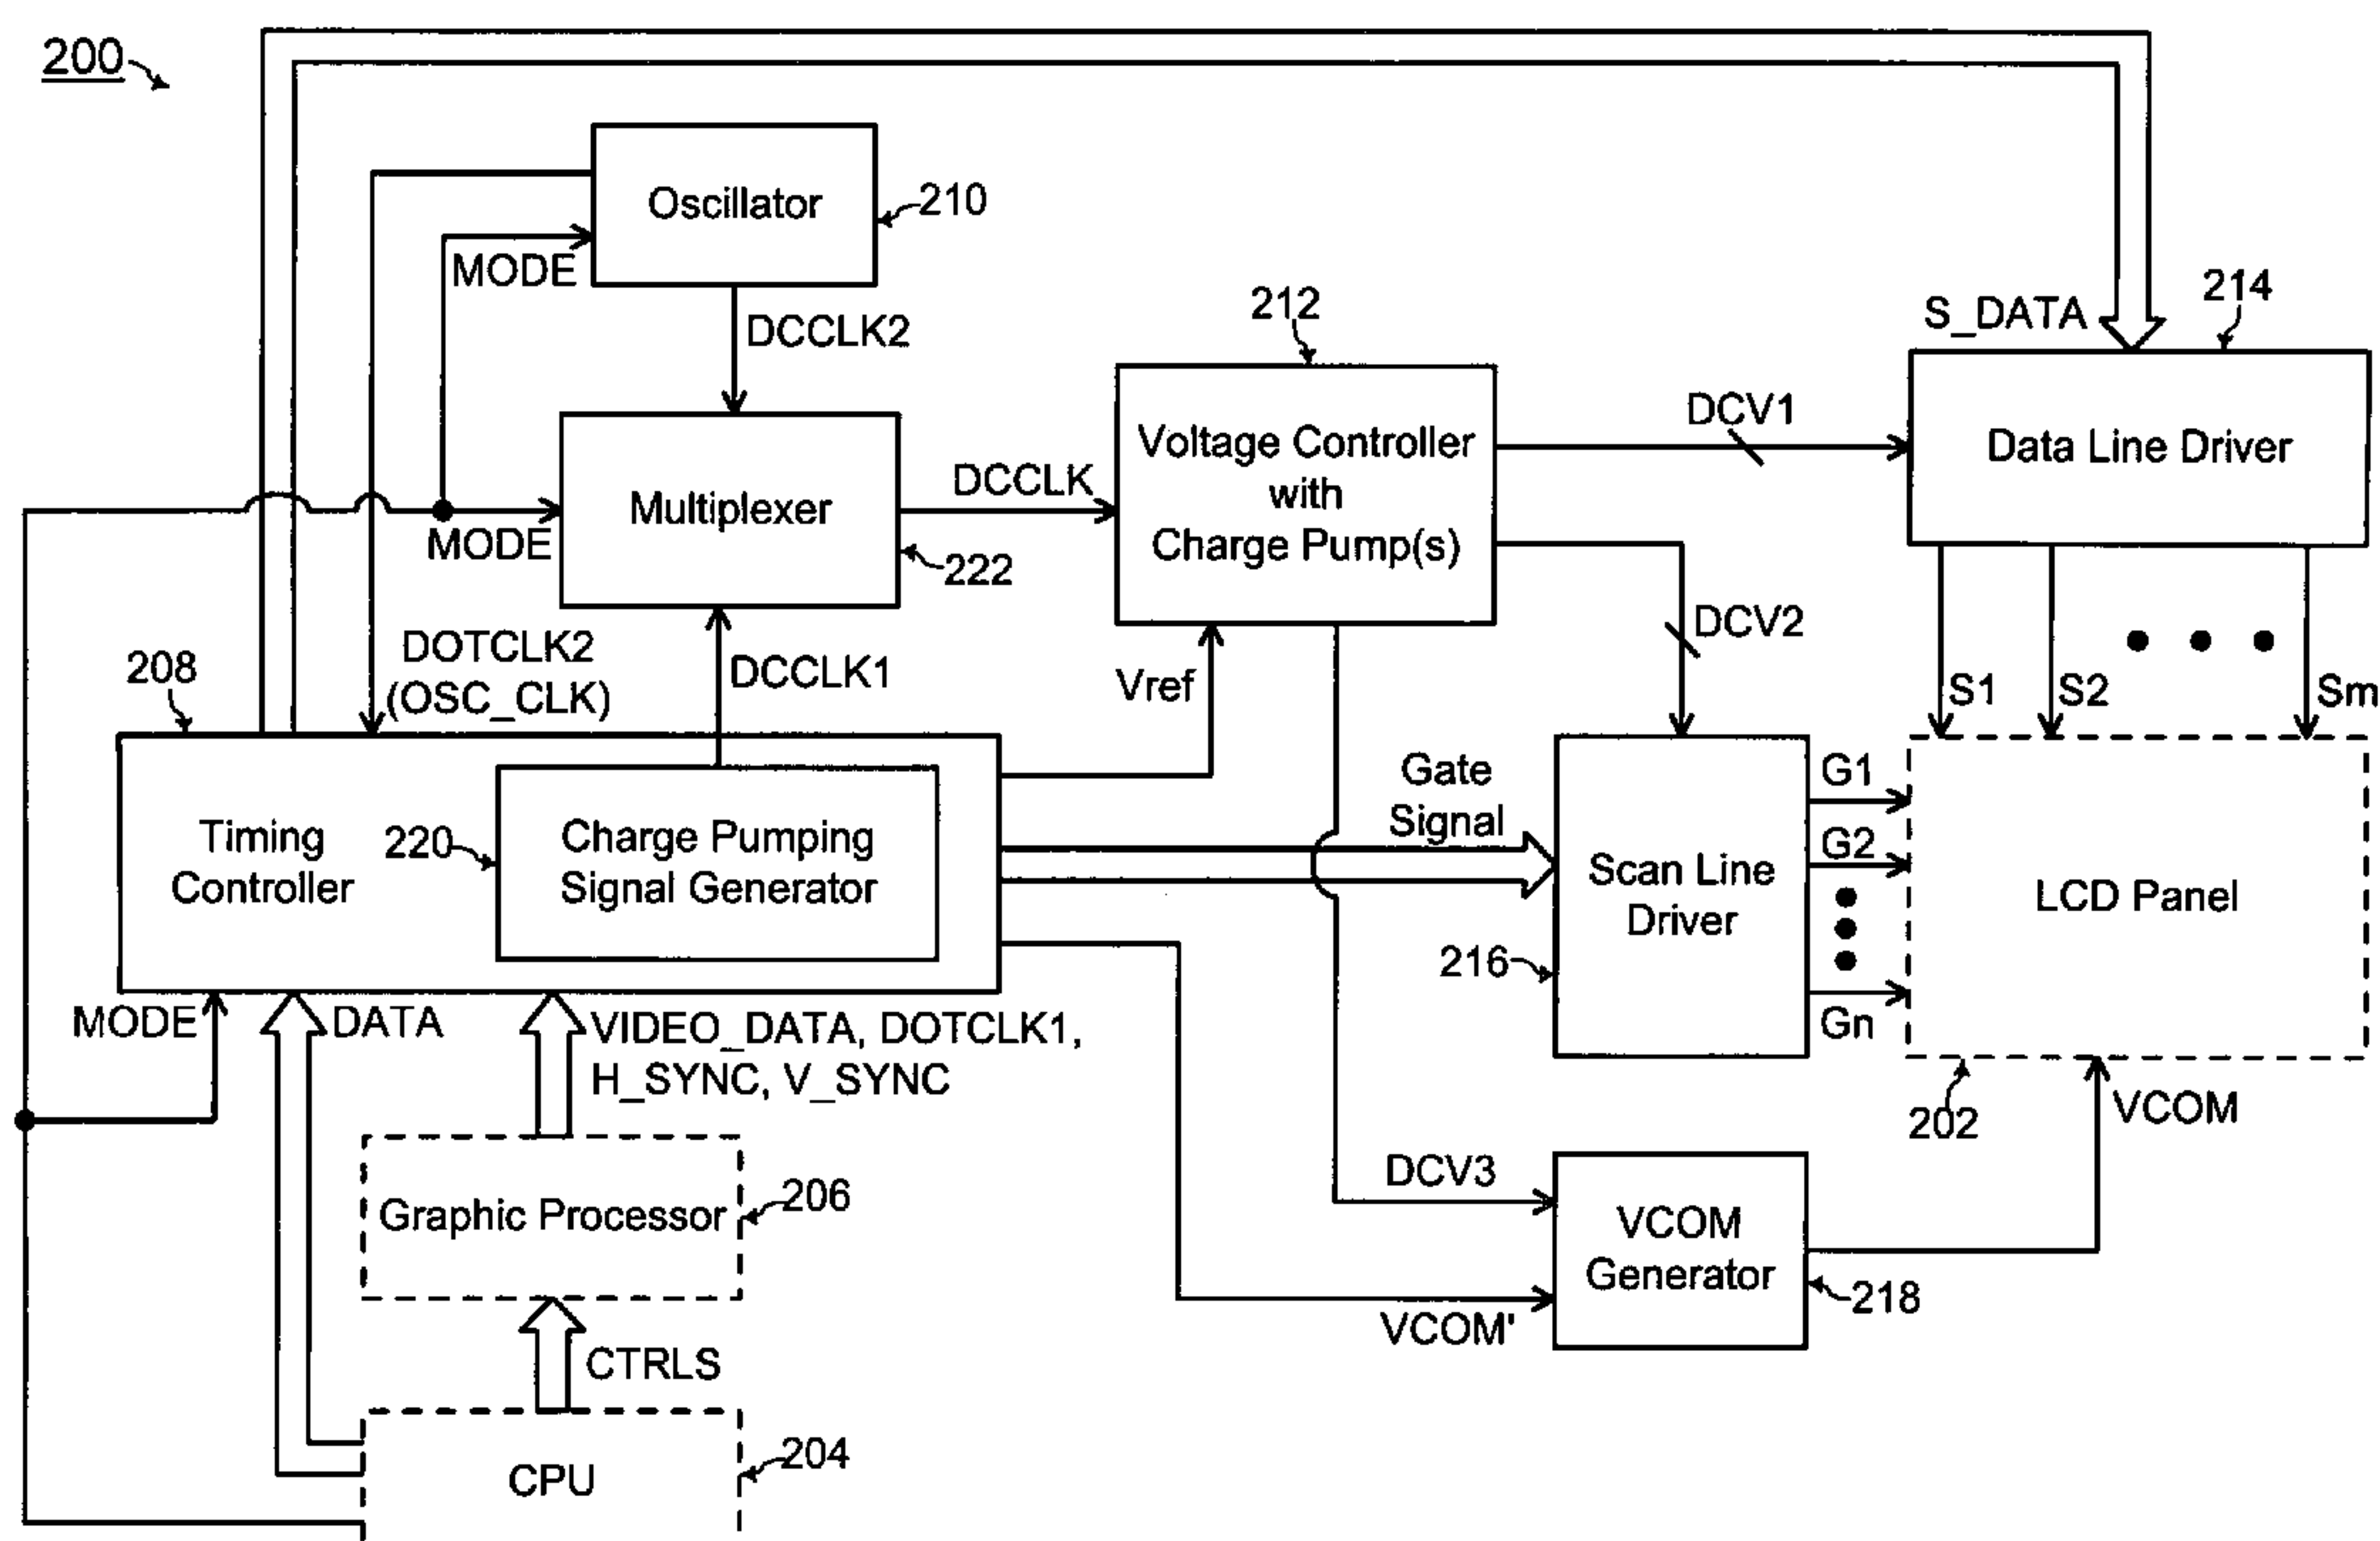 200
Oscillator
210
MODE
DCCLK2
212
214
S_DATA
DCV1
Voltage Controller
with
Charge Pump(s)
Data Line Driver
DCCLK
Multiplexer
MODE
222
DCV2
DOTCLK2
(OSC_CLK)
208
DCCLK1
Vref
S1
S2
Sm
Gate
Signal
G1
G2
Gn
Timing
Controller
220
Charge Pumping
Signal Generator
Scan Line
Driver
LCD Panel
216
MODE
DATA
VIDEO_DATA, DOTCLK1,
H_SYNC, V_SYNC
202
VCOM
DCV3
Graphic Processor
206
VCOM
Generator
218
VCOM'
CTRLS
CPU
204